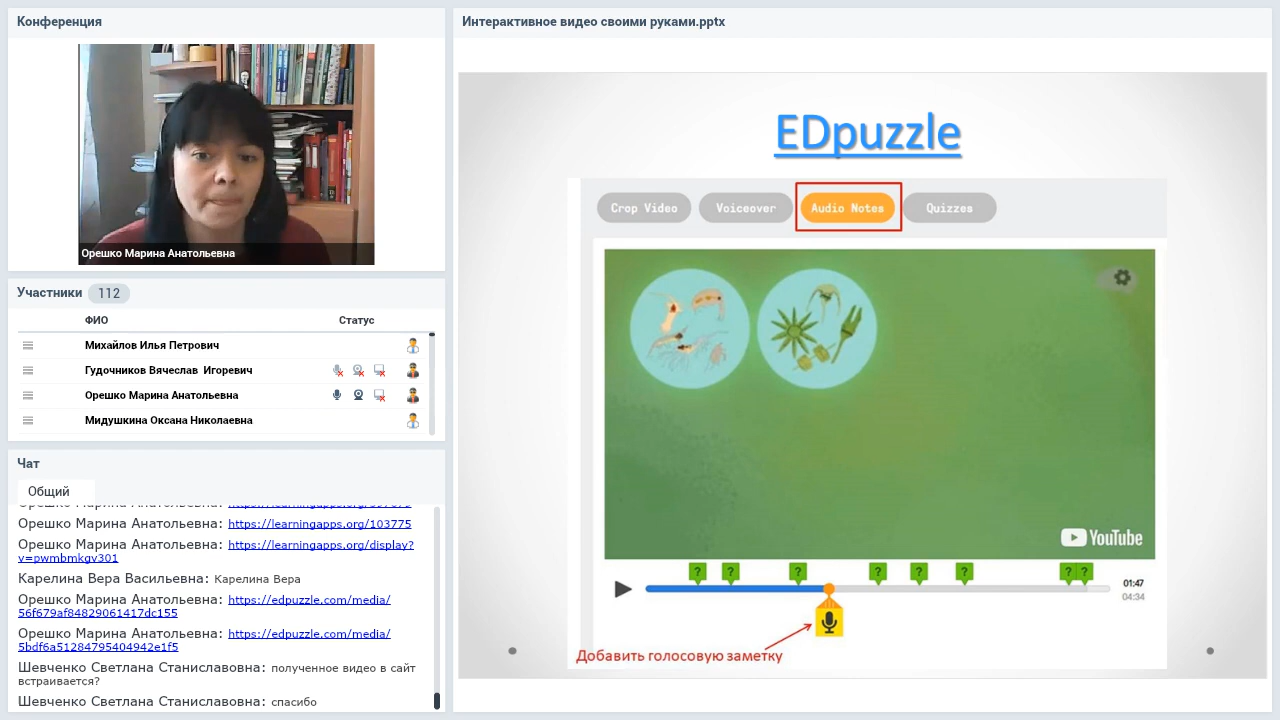 Конференция
Орешко Марина Анатольевна
Участники 112
ФИО Статус
Михайлов Илья Петрович
Гудочников Вячеслав Игоревич
Орешко Марина Анатольевна
Мидушкина Оксана Николаевна
Чат
Общий
Орешко Марина Анатольевна:
Орешко Марина Анатольевна: https://learningapps.org/103775
Орешко Марина Анатольевна: https://learningapps.org/display?
v=pwmbmkgv301
Карелина Вера Васильевна: Карелина Вера
Орешко Марина Анатольевна: https://edpuzzle.com/media/
56f679af84829061417dc155
Орешко Марина Анатольевна: https://edpuzzle.com/media/
5bdf6a51284795404942e1f5
Шевченко Светлана Станиславовна: полученное видео в сайт
встраивается?
Шевченко Светлана Станиславовна: спасибо
Интерактивное видео своими руками.pptx
EDpuzzle
Crop Video Voiceover Audio Notes Quizzes
YouTube
? ? ? ? ? ? ? ?
01:47
04:34
Добавить голосовую заметку